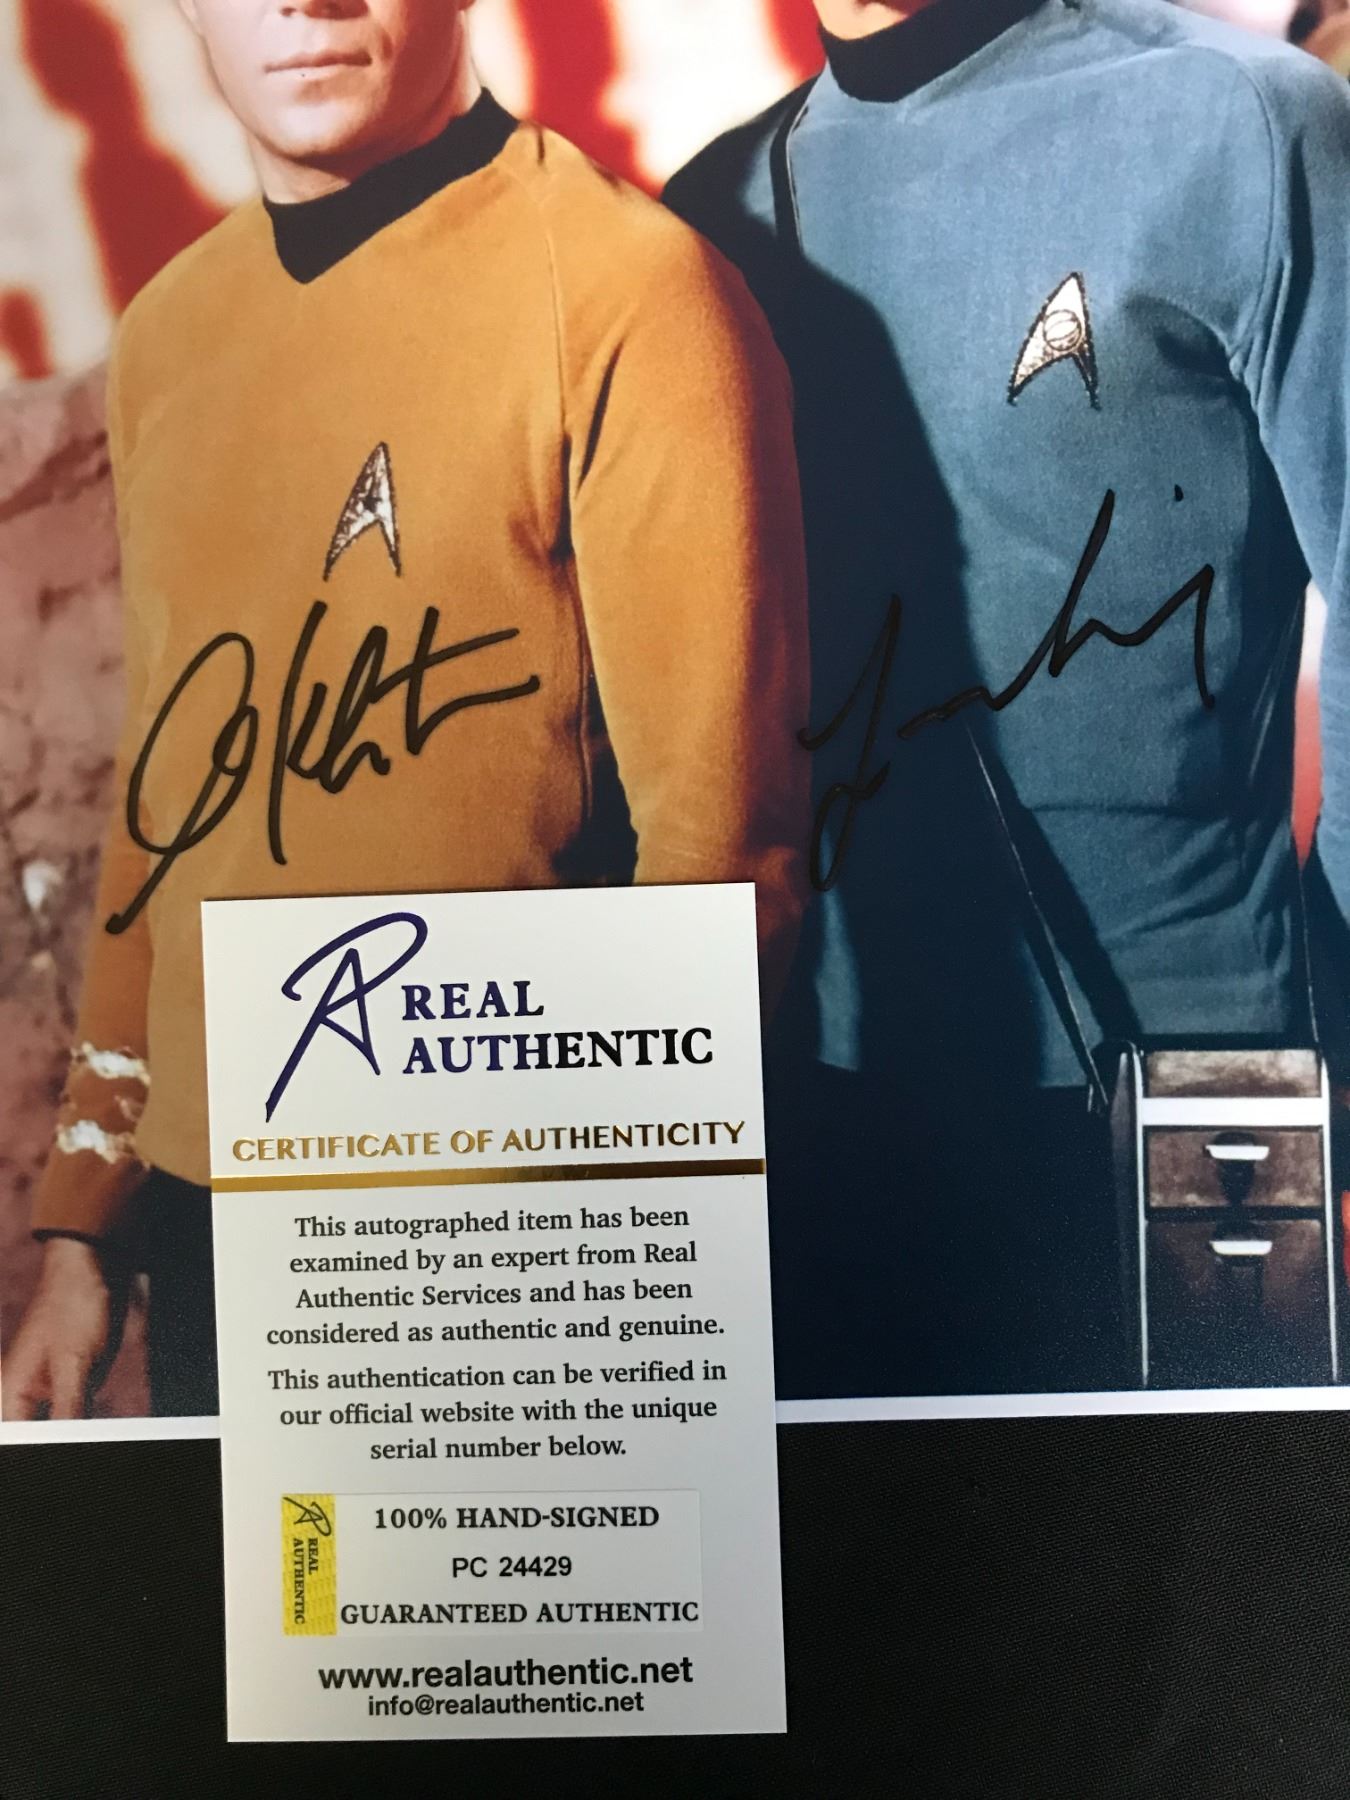 REAL
AUTHENTIC
CERTIFICATE OF AUTHENTICITY
This autographed item has been
examined by an expert from Real
Authentic Services and has been
considered as authentic and genuine.
This authentication can be verified in
our official website with the unique
serial number below.
REAL
AUTHENTIC
100% HAND-SIGNED
PC 24429
GUARANTEED AUTHENTIC
www.realauthentic.net
info@realauthentic.net